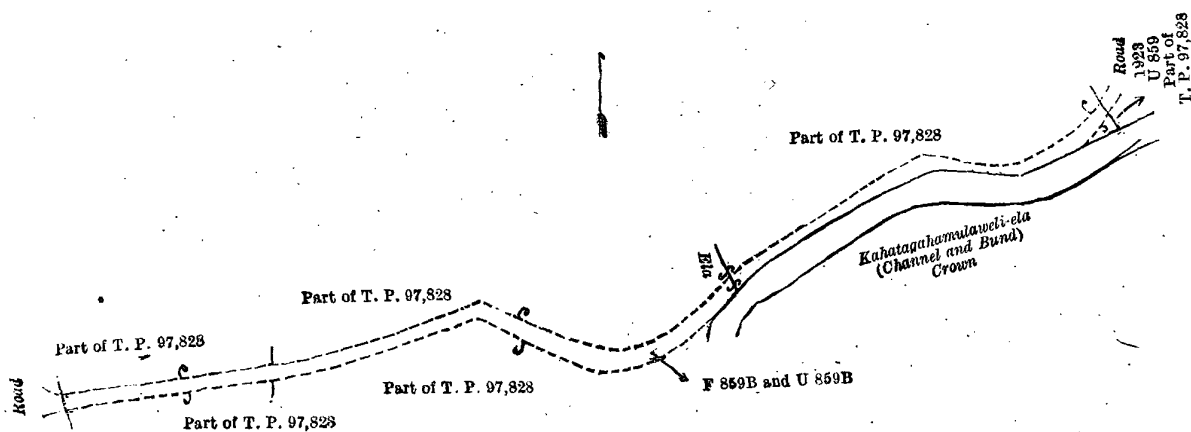 Road
1923
U 859
Part of
T. P. 97,828
Part of T. P. 97,828
Kahatagahamulaweli-ela
(Channel and Bund)
Crown
Ela
Part of T. P. 97,828
Part of T. P. 97,828
F 859B and U 859B
Part of T. P. 97,828
Road
Part of T. P. 97,828